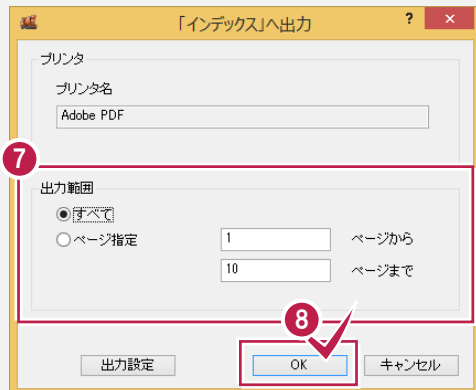 「インデックス」へ出力
?
×
プリンタ
プリンタ名
Adobe PDF
7
出力範囲
すべて
ページ指定 1 ページから
10 ページまで
8
出力設定 OK キャンセル